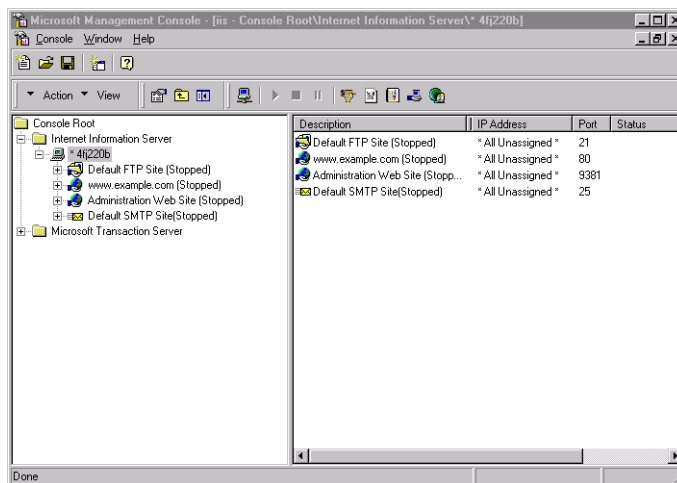 Microsoft Management Console - [iis - Console Root\Internet Information Server\* 4fj220b]
Console Window Help
Action View
Console Root
Internet Information Server
* 4fj220b
Default FTP Site (Stopped)
www.example.com (Stopped)
Administration Web Site (Stopped)
Default SMTP Site(Stopped)
Microsoft Transaction Server
Description IP Address Port Status
Default FTP Site (Stopped) * All Unassigned * 21
www.example.com (Stopped) * All Unassigned * 80
Administration Web Site (Stopp... * All Unassigned * 9381
Default SMTP Site(Stopped) * All Unassigned * 25
Done